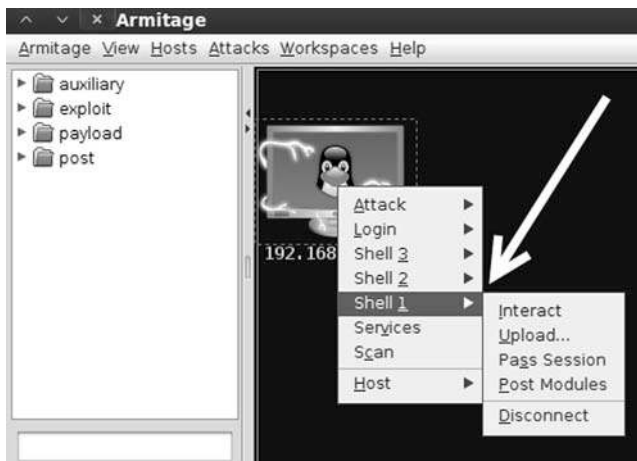 Armitage
Armitage View Hosts Attacks Workspaces Help
auxiliary
exploit
payload
post
192.168
Attack
Login
Shell 3
Shell 2
Shell 1
Services
Scan
Host
Interact
Upload...
Pass Session
Post Modules
Disconnect